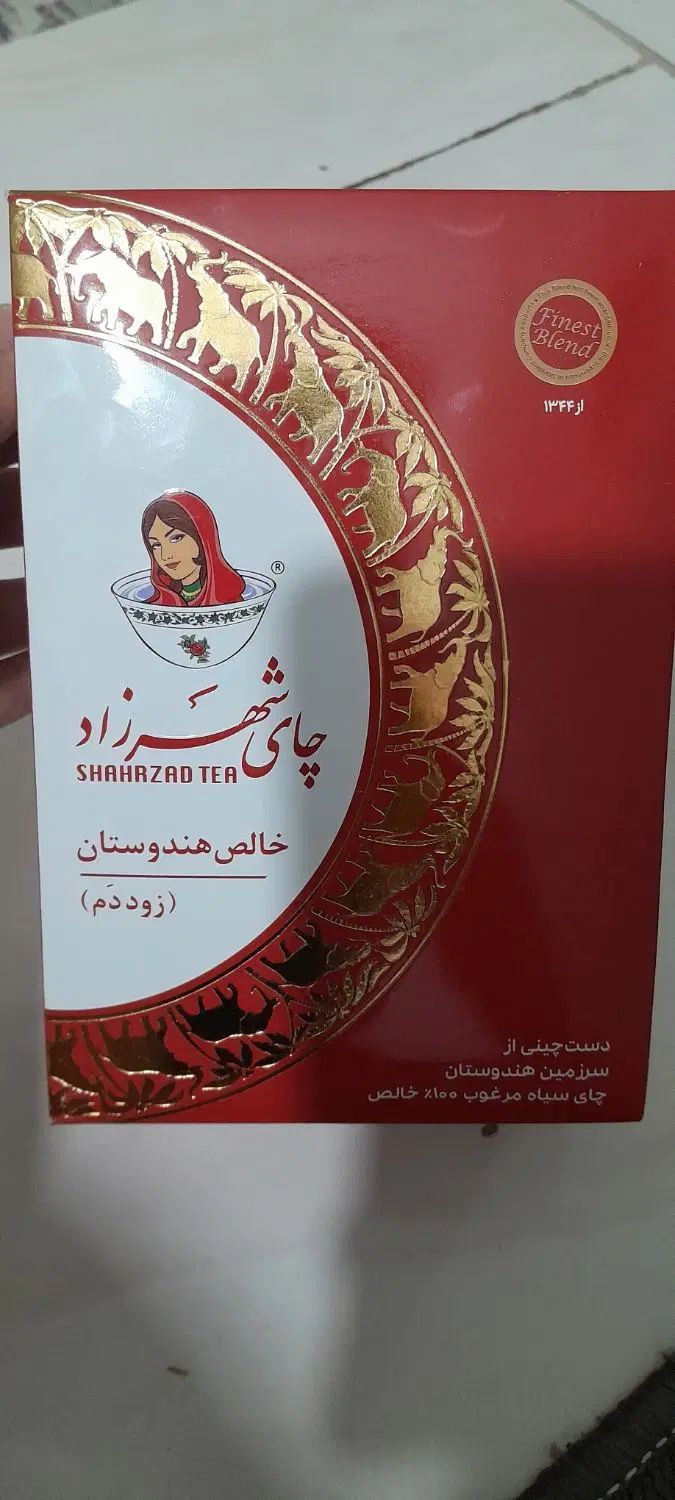 Finest
Blend
از ۱۳۴۴
®
چای شهرزاد
SHAHRZAD TEA
خالص هندوستان
(زود دَم)
دست‌چینی از
سرزمین هندوستان
چای سیاه مرغوب ۱۰۰٪ خالص